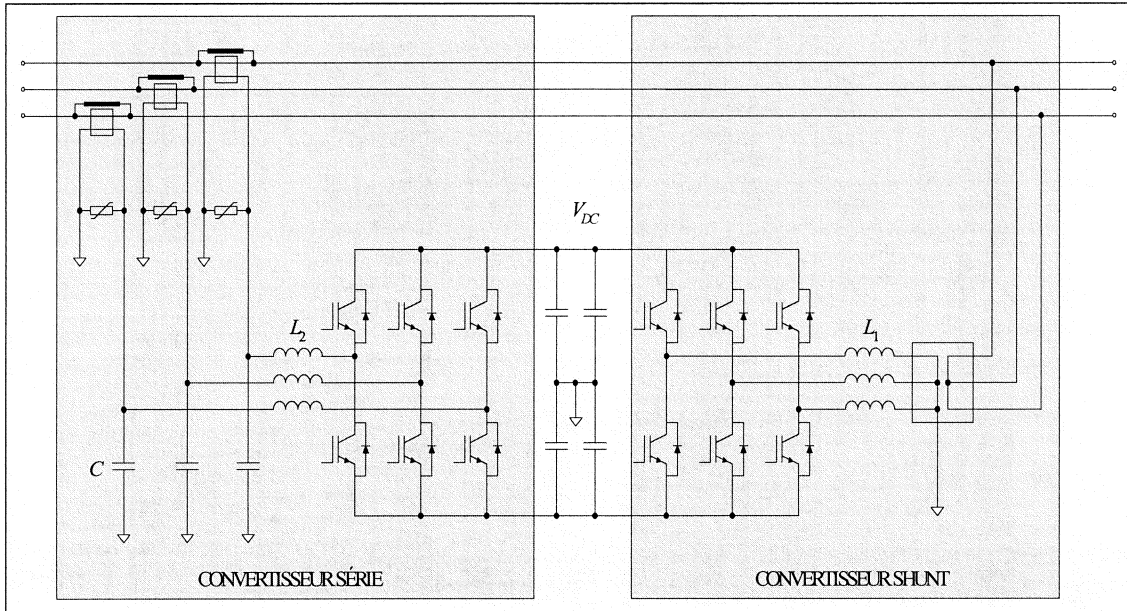 V_DC
L_2
L_1
C
CONVERTISSEUR SÉRIE
CONVERTISSEUR SHUNT